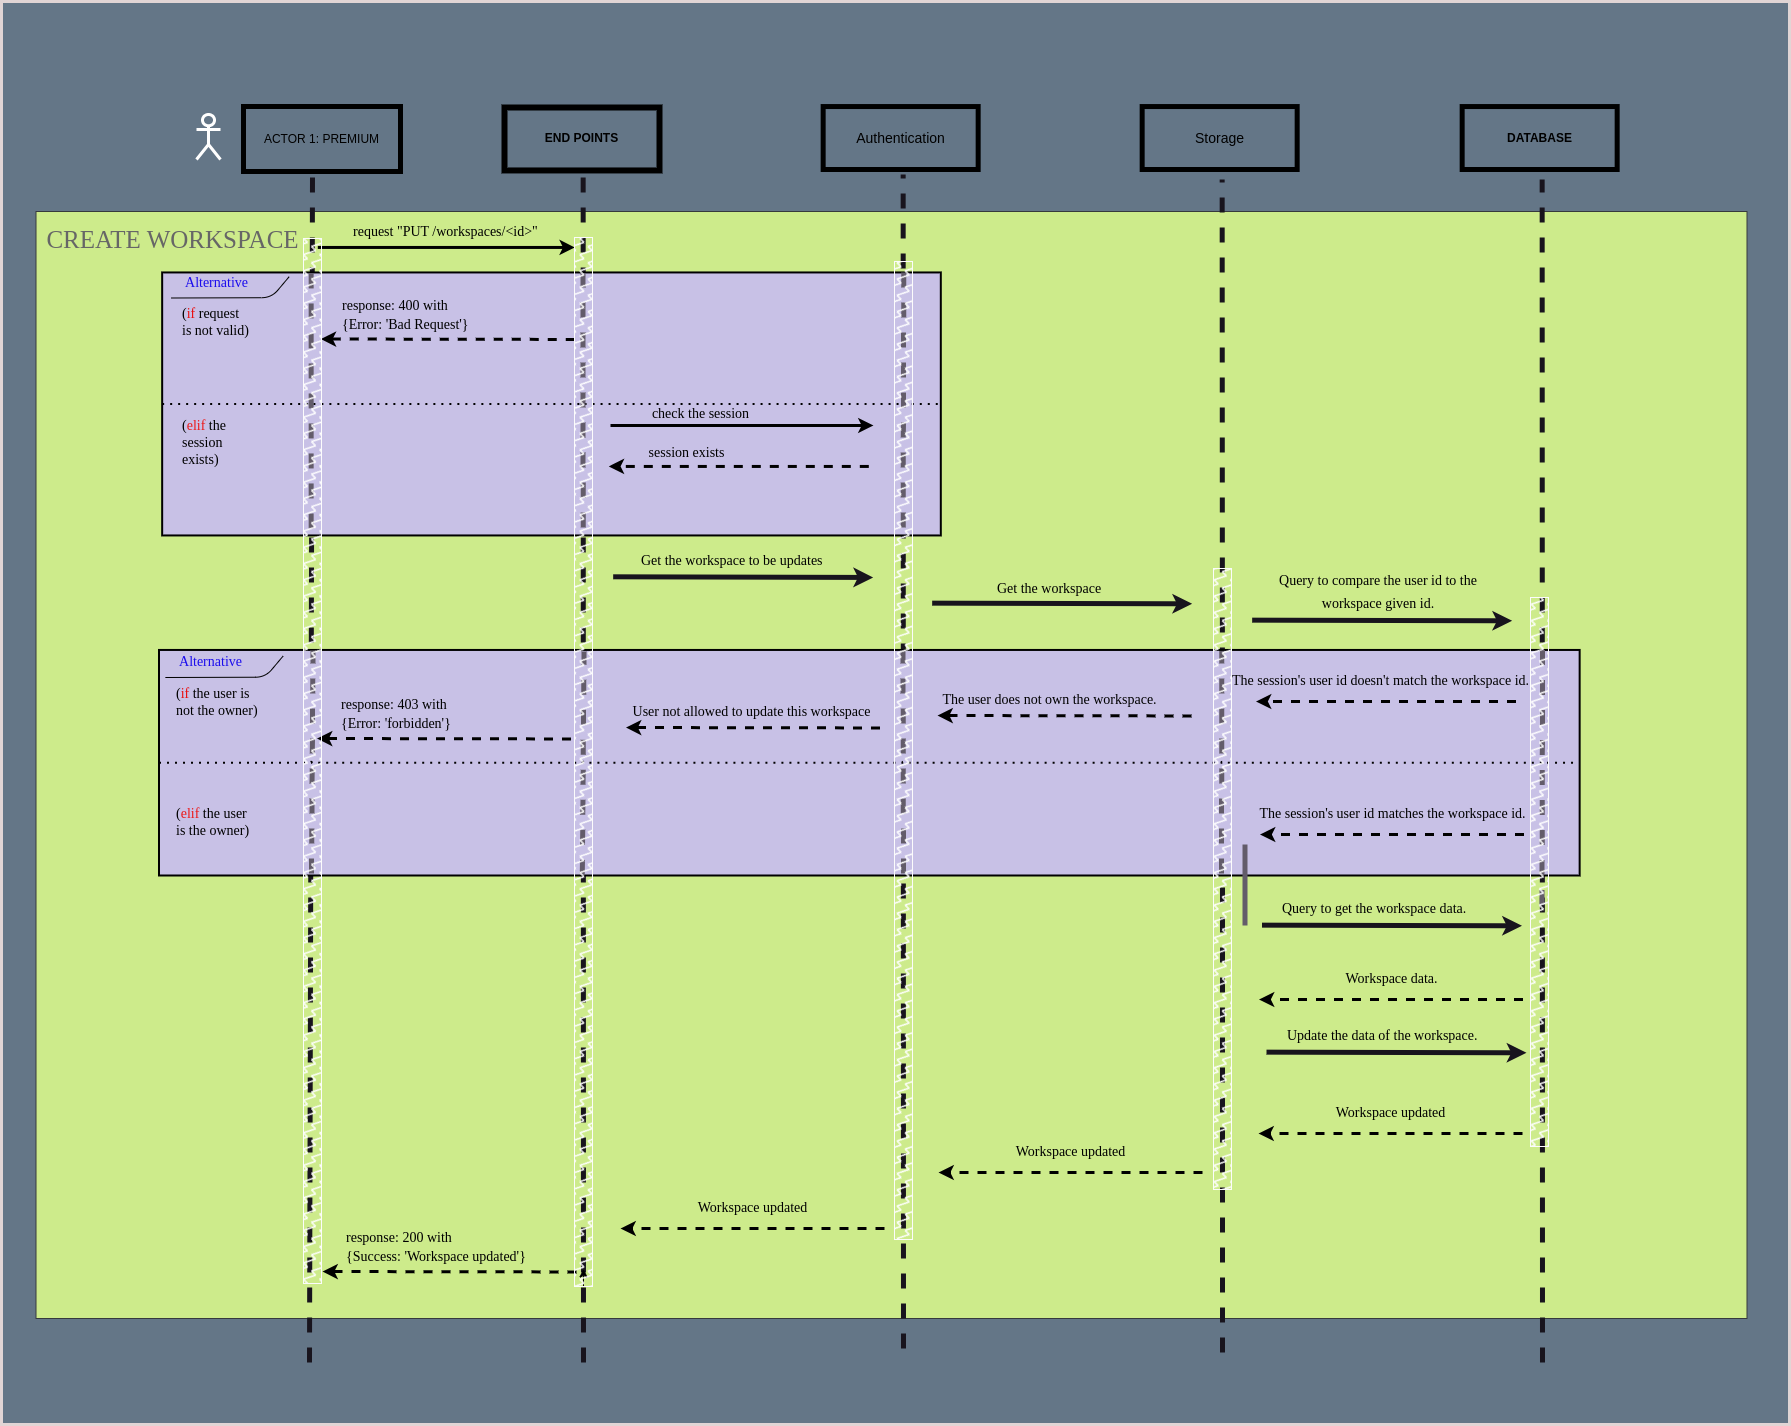 ACTOR 1: PREMIUM
END POINTS
Authentication
Storage
DATABASE
CREATE WORKSPACE
request "PUT /workspaces/<id>"
Alternative
(if request
is not valid)
response: 400 with
{Error: 'Bad Request'}
(elif the
session
exists)
check the session
session exists
Get the workspace to be updates
Get the workspace
Query to compare the user id to the
workspace given id.
Alternative
(if the user is
not the owner)
The session's user id doesn't match the workspace id.
The user does not own the workspace.
User not allowed to update this workspace
response: 403 with
{Error: 'forbidden'}
(elif the user
is the owner)
The session's user id matches the workspace id.
Query to get the workspace data.
Workspace data.
Update the data of the workspace.
Workspace updated
Workspace updated
Workspace updated
response: 200 with
{Success: 'Workspace updated'}